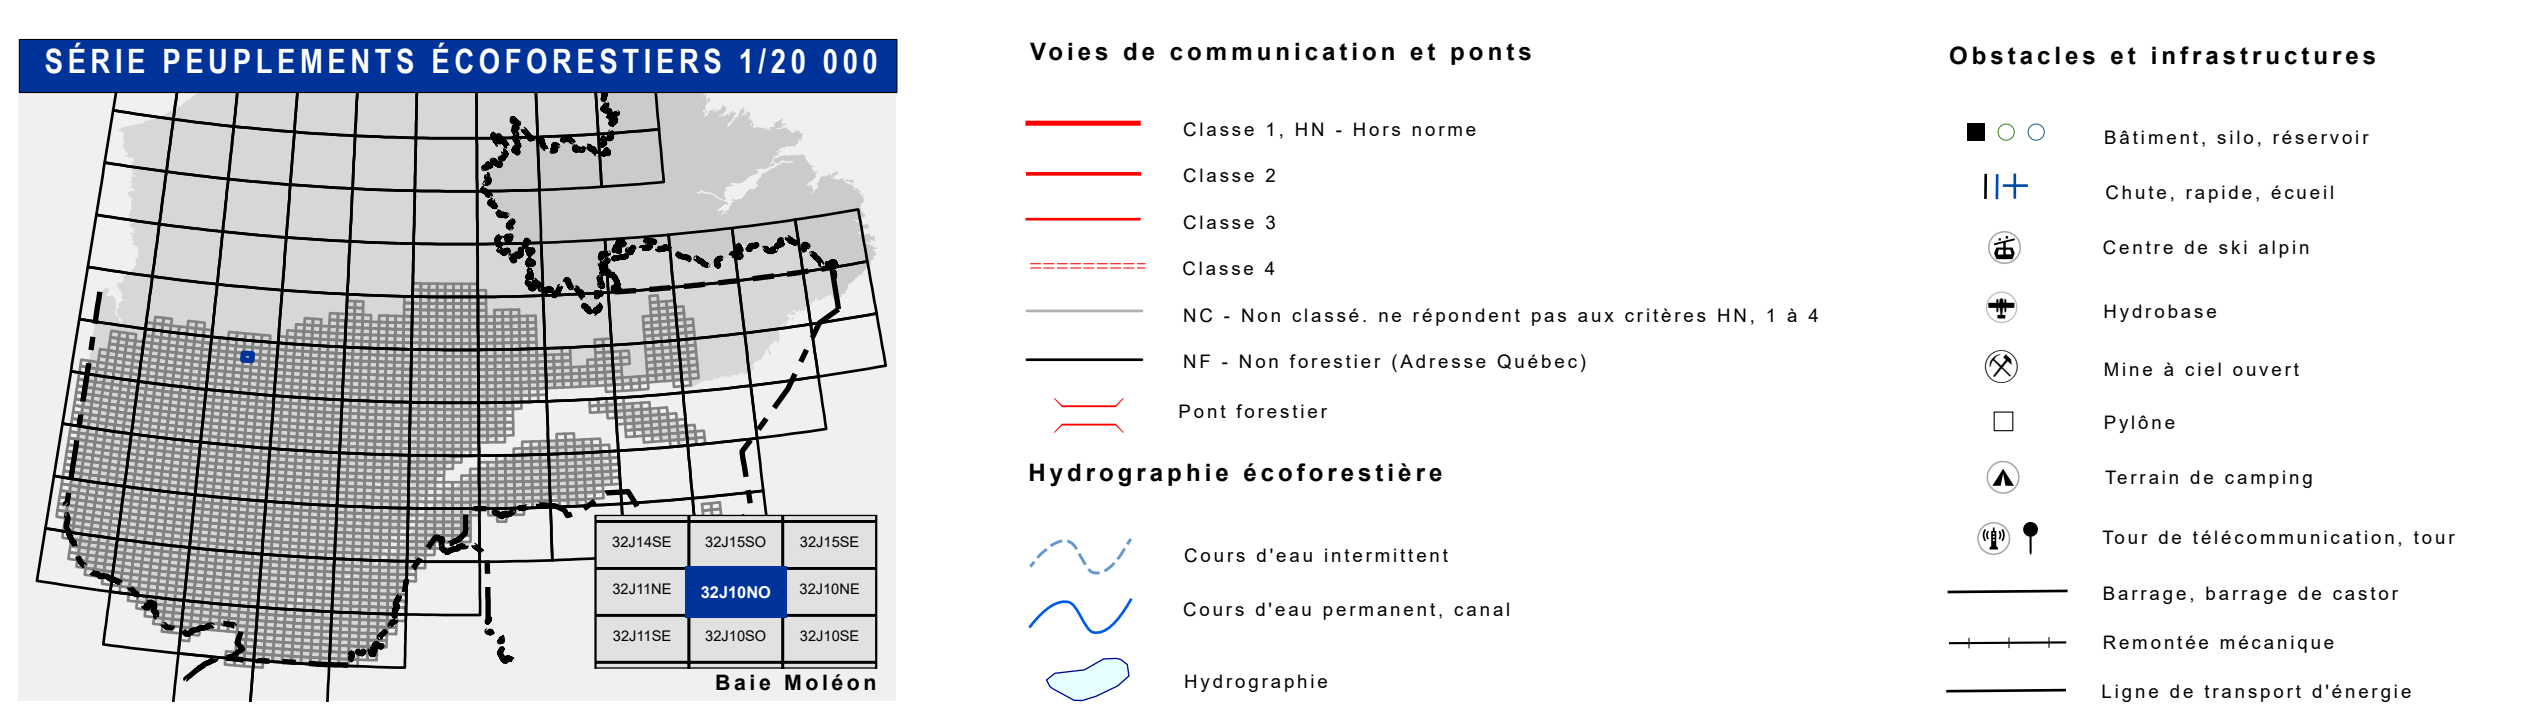 SÉRIE PEUPLEMENTS ÉCOFORESTIERS 1/20 000
32J14SE 32J15SO 32J15SE
32J11NE 32J10NO 32J10NE
32J11SE 32J10SO 32J10SE
Baie Moléon
Voies de communication et ponts
Classe 1, HN - Hors norme
Classe 2
Classe 3
Classe 4
NC - Non classé. ne répondent pas aux critères HN, 1 à 4
NF - Non forestier (Adresse Québec)
Pont forestier
Hydrographie écoforestière
Cours d'eau intermittent
Cours d'eau permanent, canal
Hydrographie
Obstacles et infrastructures
Bâtiment, silo, réservoir
Chute, rapide, écueil
Centre de ski alpin
Hydrobase
Mine à ciel ouvert
Pylône
Terrain de camping
Tour de télécommunication, tour
Barrage, barrage de castor
Remontée mécanique
Ligne de transport d'énergie